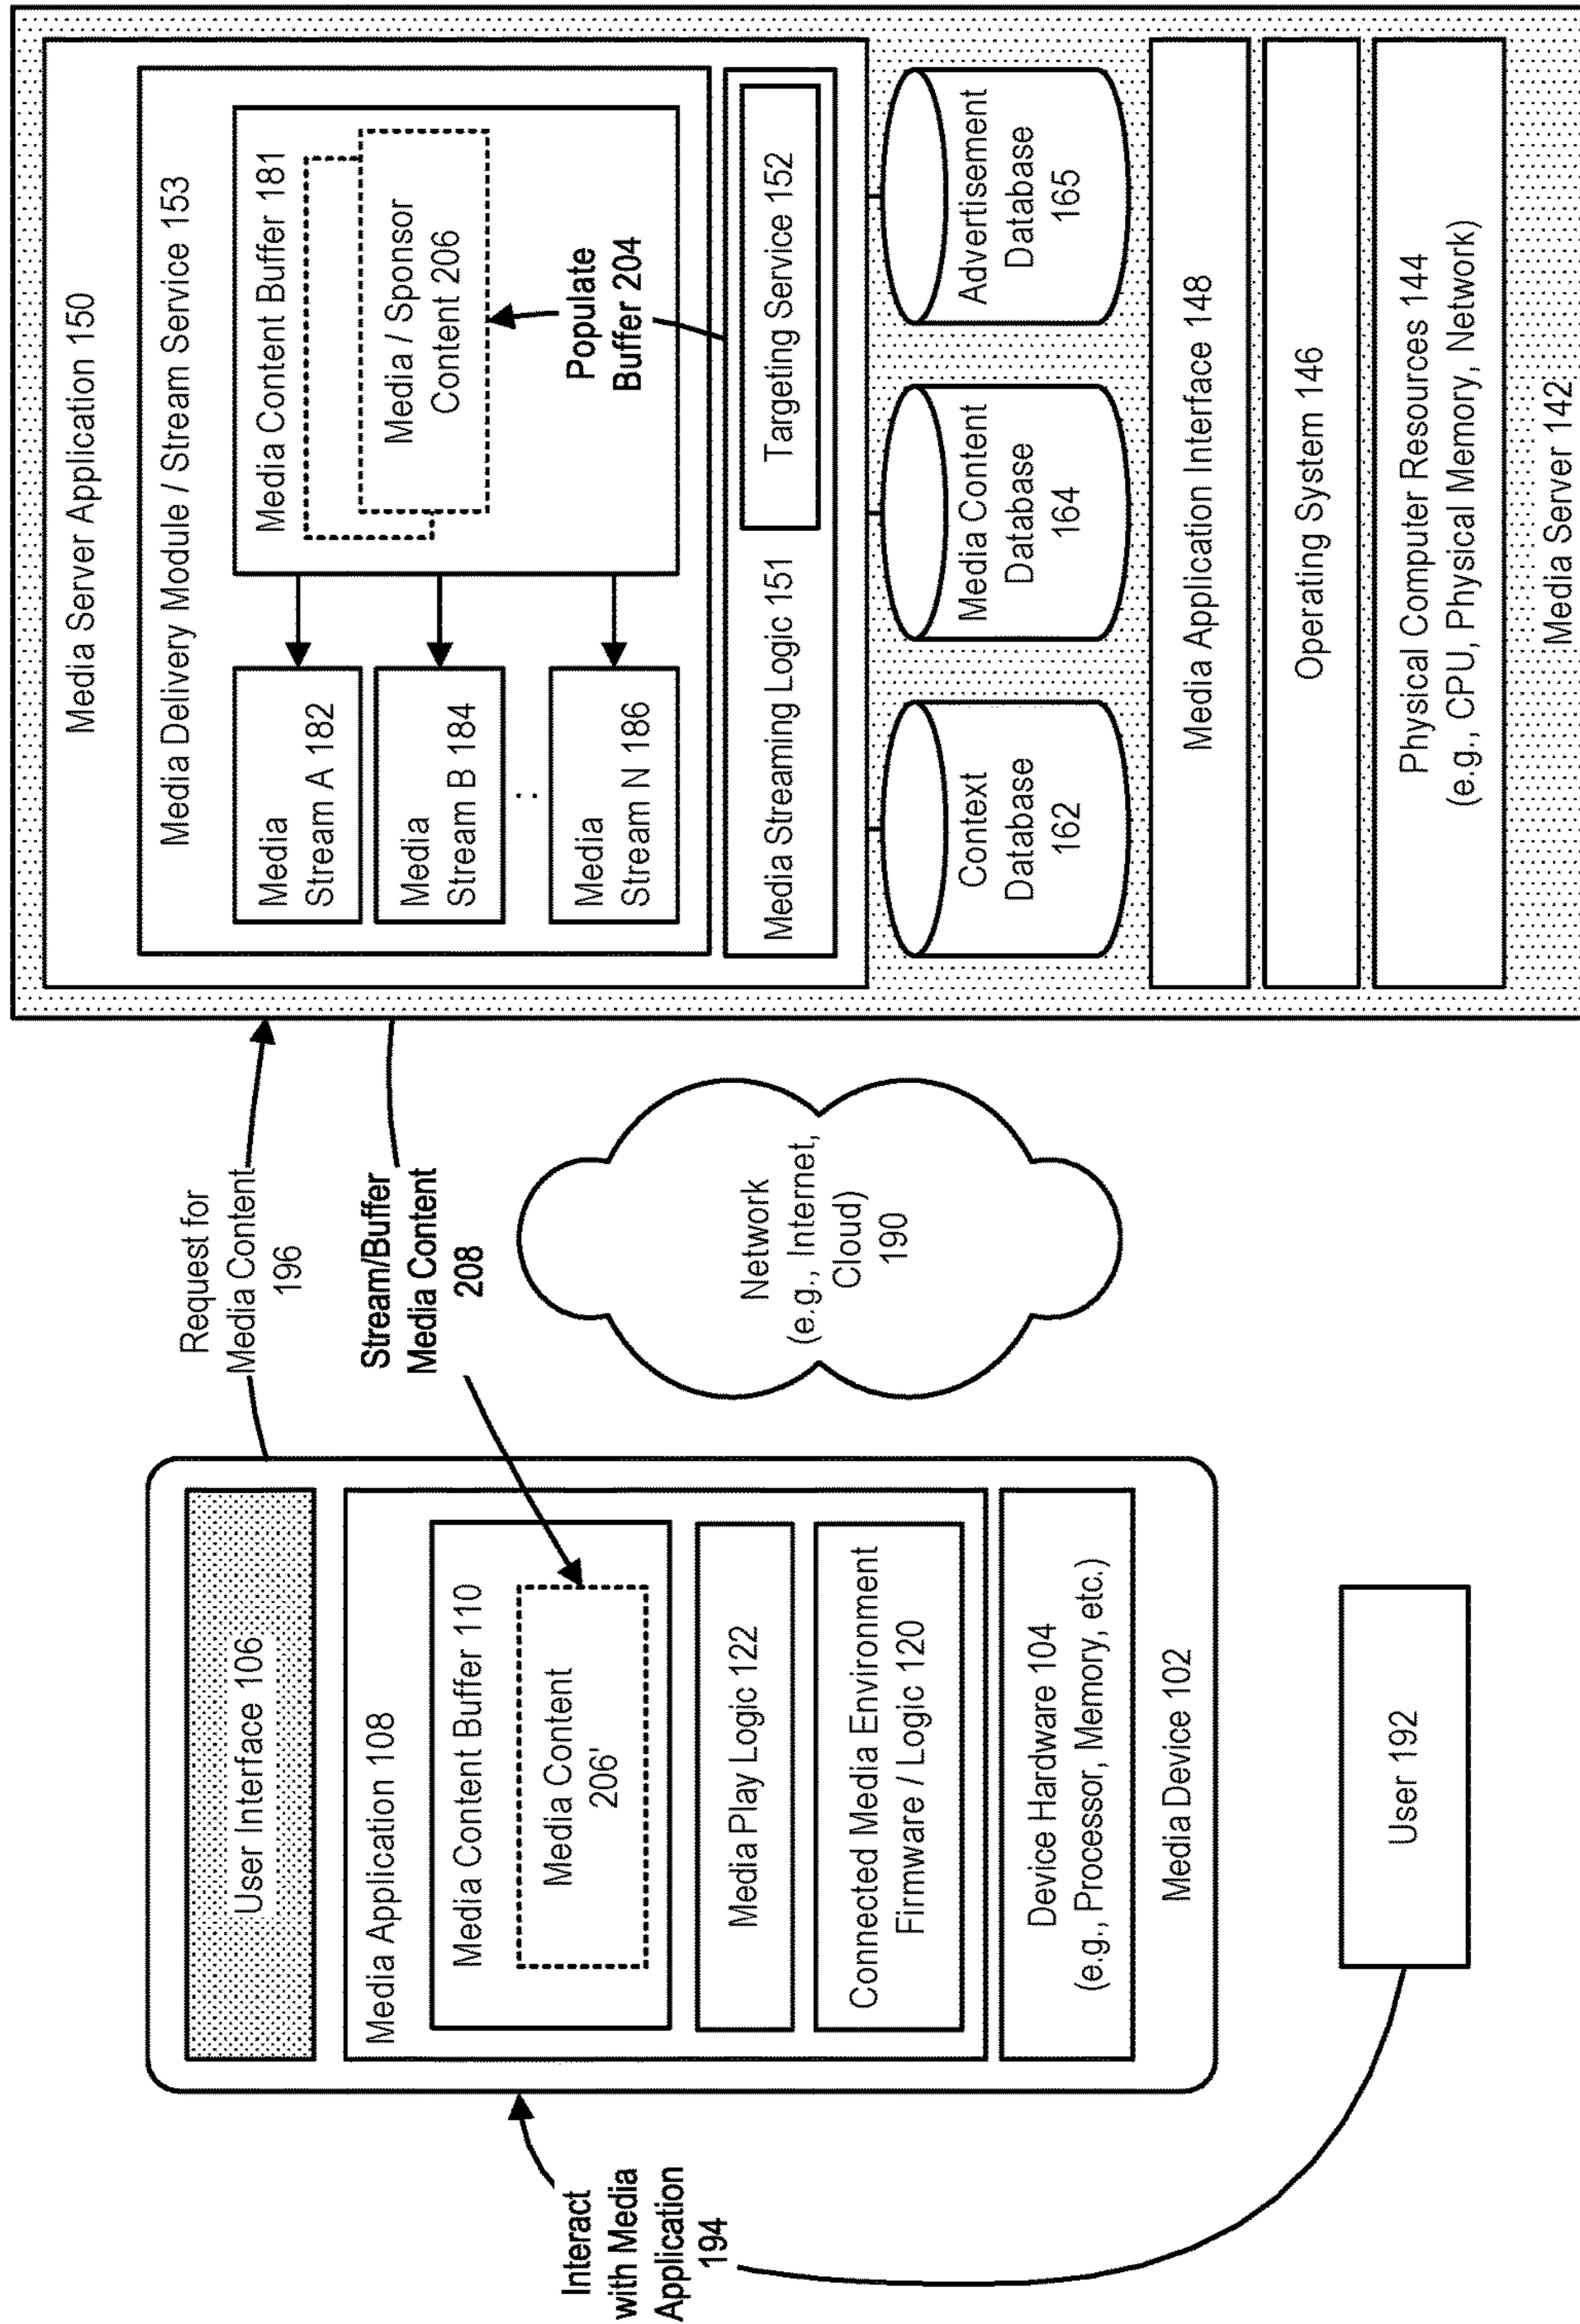 User Interface 106
Media Application 108
Media Content Buffer 110
Media Content
206'
Media Play Logic 122
Connected Media Environment
Firmware / Logic 120
Device Hardware 104
(e.g., Processor, Memory, etc.)
Media Device 102
Interact
with Media
Application
194
User 192
Request for
Media Content
196
Stream/Buffer
Media Content
208
Network
(e.g., Internet,
Cloud)
190
Media Server Application 150
Media Delivery Module / Stream Service 153
Media
Stream A 182
Media
Stream B 184
:
Media
Stream N 186
Media Content Buffer 181
Media / Sponsor
Content 206
Populate
Buffer 204
Media Streaming Logic 151
Targeting Service 152
Context
Database
162
Media Content
Database
164
Advertisement
Database
165
Media Application Interface 148
Operating System 146
Physical Computer Resources 144
(e.g., CPU, Physical Memory, Network)
Media Server 142